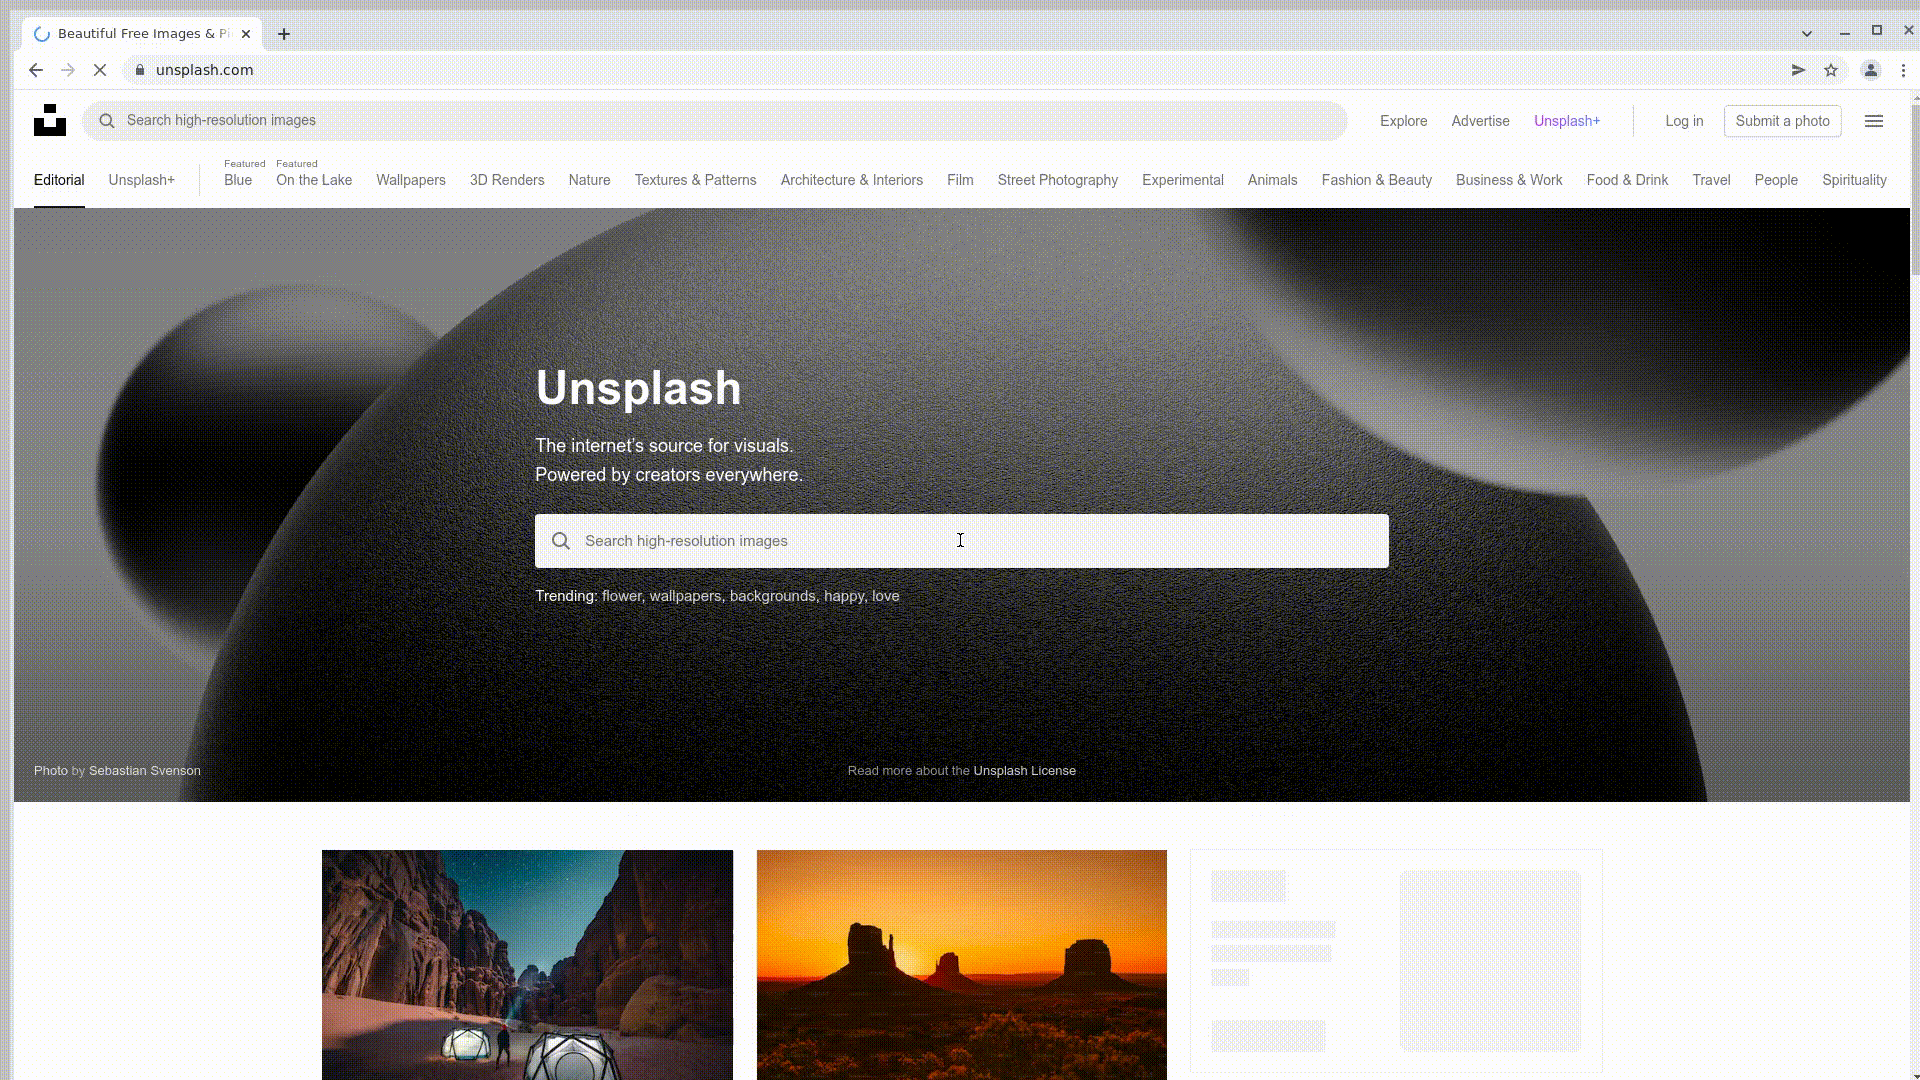 Beautiful Free Images & Pi
unsplash.com
Search high-resolution images
Explore
Advertise
Unsplash+
Log in
Submit a photo
Editorial
Unsplash+
Featured
Blue
Featured
On the Lake
Wallpapers
3D Renders
Nature
Textures & Patterns
Architecture & Interiors
Film
Street Photography
Experimental
Animals
Fashion & Beauty
Business & Work
Food & Drink
Travel
People
Spirituality
Unsplash
The internet's source for visuals.
Powered by creators everywhere.
Search high-resolution images
Trending: flower, wallpapers, backgrounds, happy, love
Photo by Sebastian Svenson
Read more about the Unsplash License